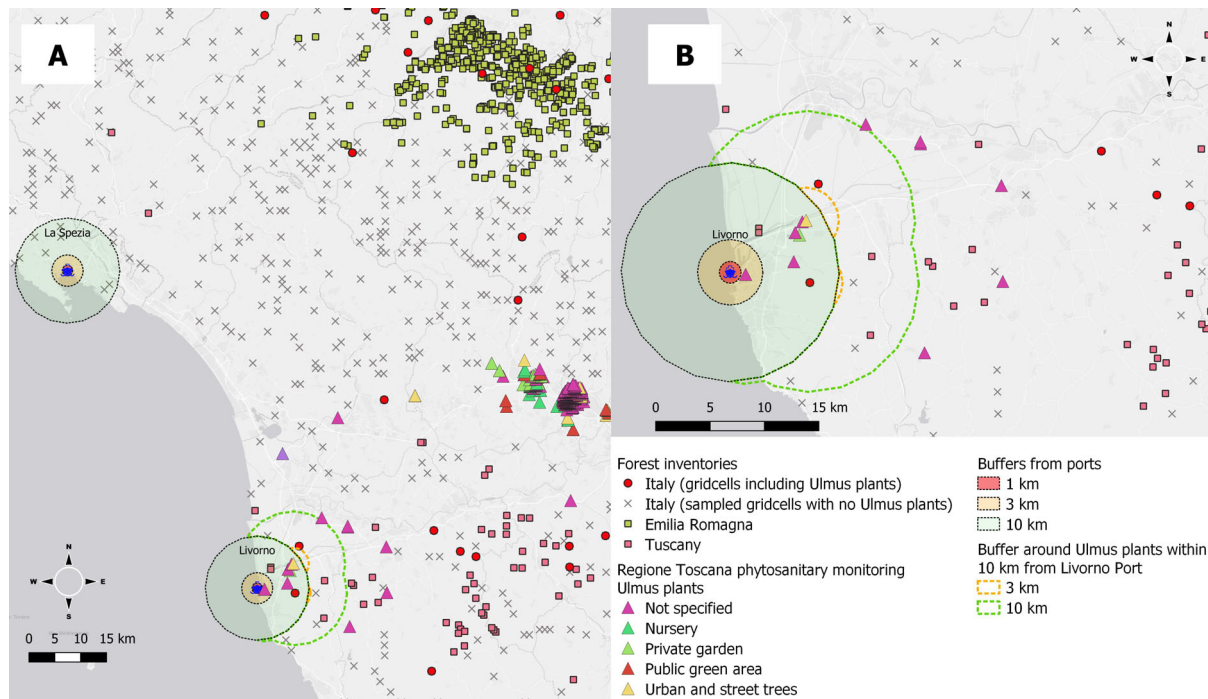 A
N
W E
S
La Spezia
Livorno
0 5 10 15 km
B
N
W E
S
Livorno
0 5 10 15 km
Forest inventories
Italy (gridcells including Ulmus plants)
Italy (sampled gridcells with no Ulmus plants)
Emilia Romagna
Tuscany
Regione Toscana phytosanitary monitoring
Ulmus plants
Not specified
Nursery
Private garden
Public green area
Urban and street trees
Buffers from ports
1 km
3 km
10 km
Buffer around Ulmus plants within
10 km from Livorno Port
3 km
10 km